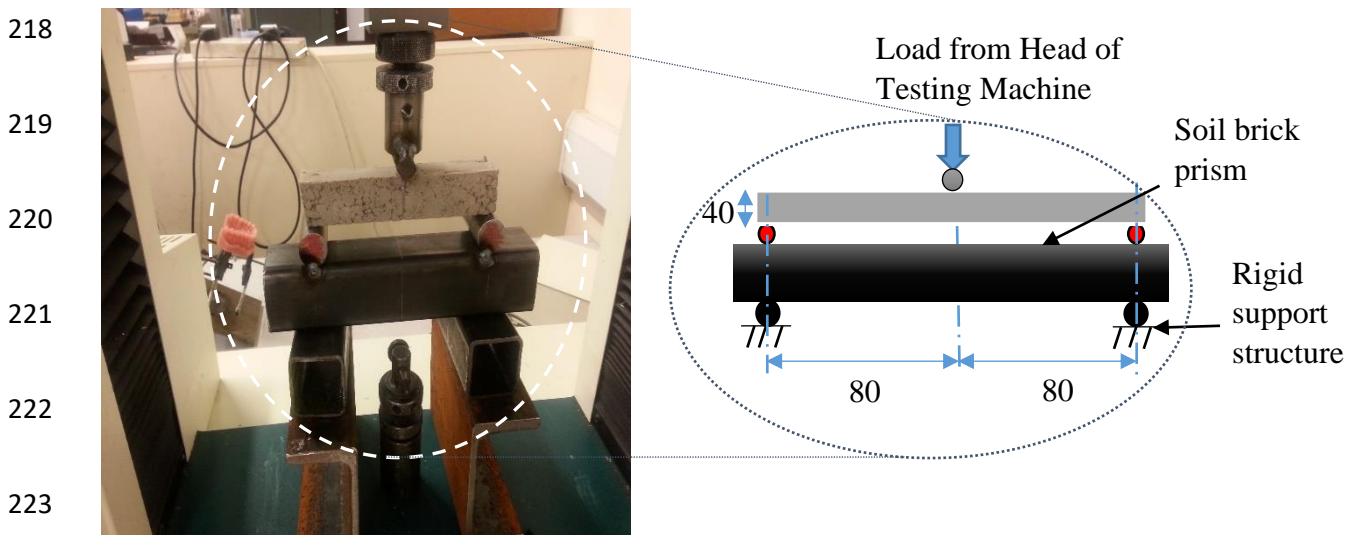 218
219
220
221
222
223
Load from Head of
Testing Machine
Soil brick
prism
40
Rigid
support
structure
80
80